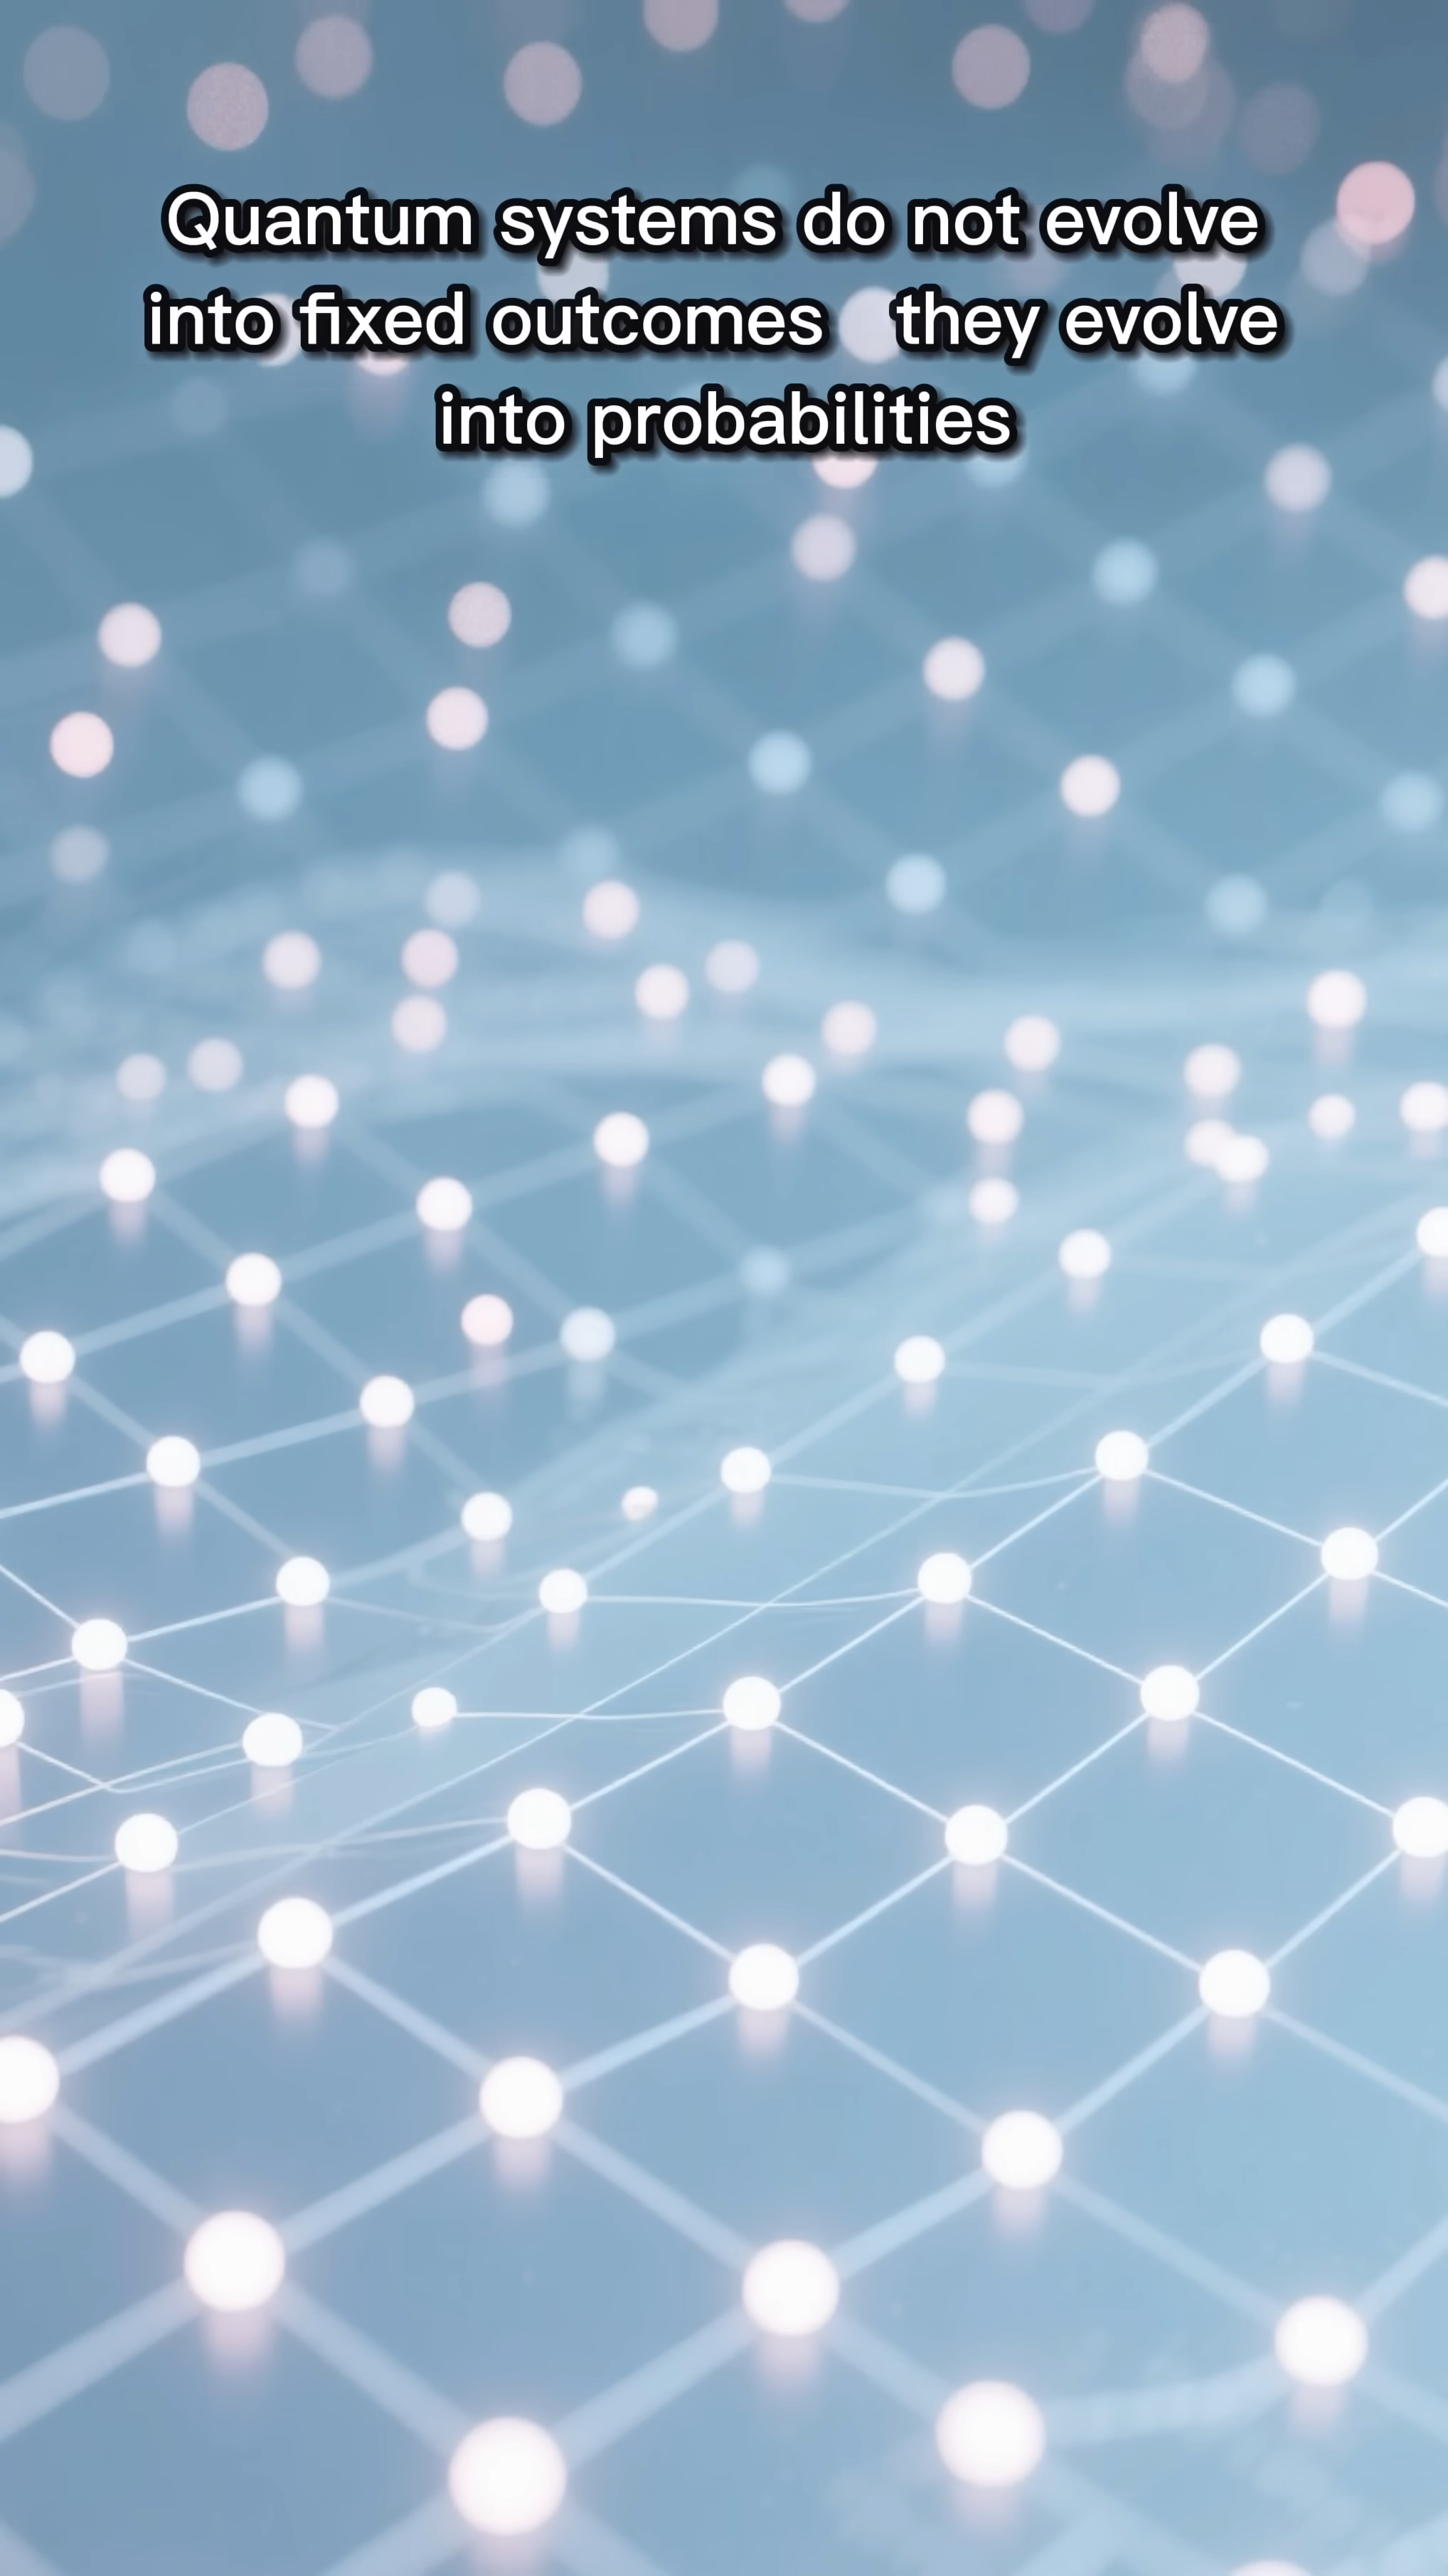 Quantum systems do not evolve
into fixed outcomes they evolve
into probabilities